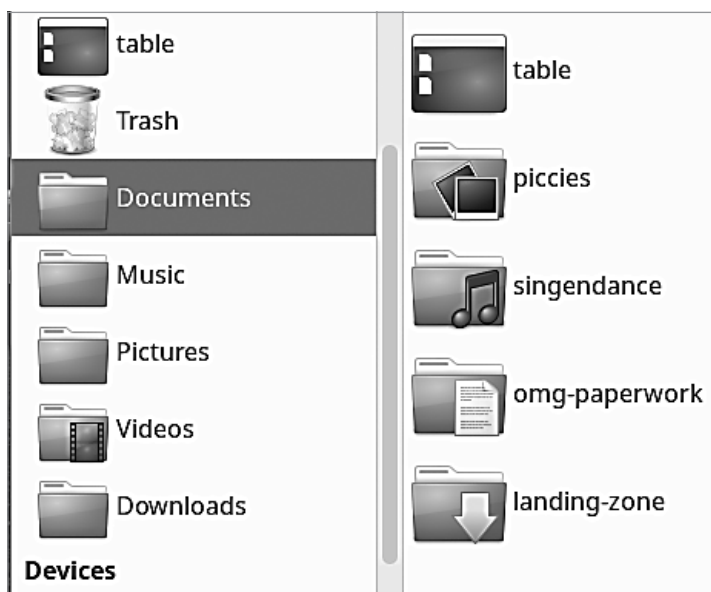 table
Trash
Documents
Music
Pictures
Videos
Downloads
Devices
table
piccies
singendance
omg-paperwork
landing-zone